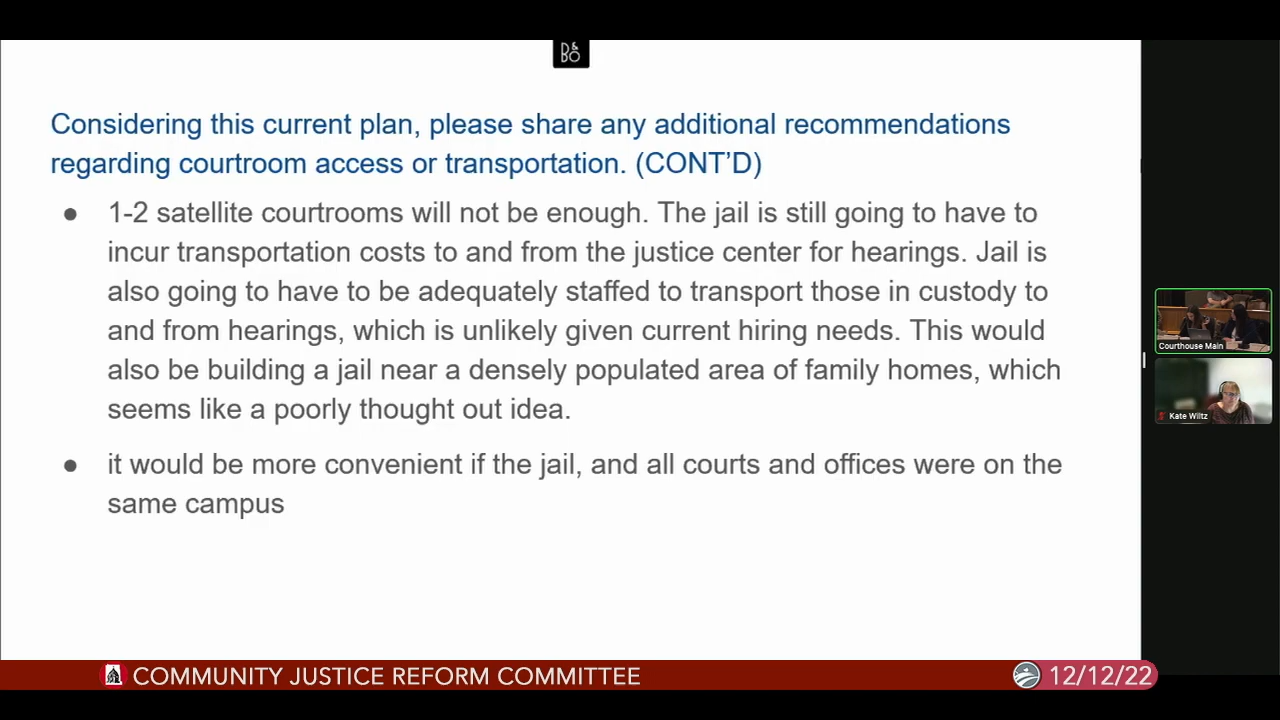 D&
BO
Considering this current plan, please share any additional recommendations
regarding courtroom access or transportation. (CONT'D)
● 1-2 satellite courtrooms will not be enough. The jail is still going to have to
incur transportation costs to and from the justice center for hearings. Jail is
also going to have to be adequately staffed to transport those in custody to
and from hearings, which is unlikely given current hiring needs. This would
also be building a jail near a densely populated area of family homes, which
seems like a poorly thought out idea.
● it would be more convenient if the jail, and all courts and offices were on the
same campus
Courthouse Main
Kate Wiltz
COMMUNITY JUSTICE REFORM COMMITTEE
12/12/22